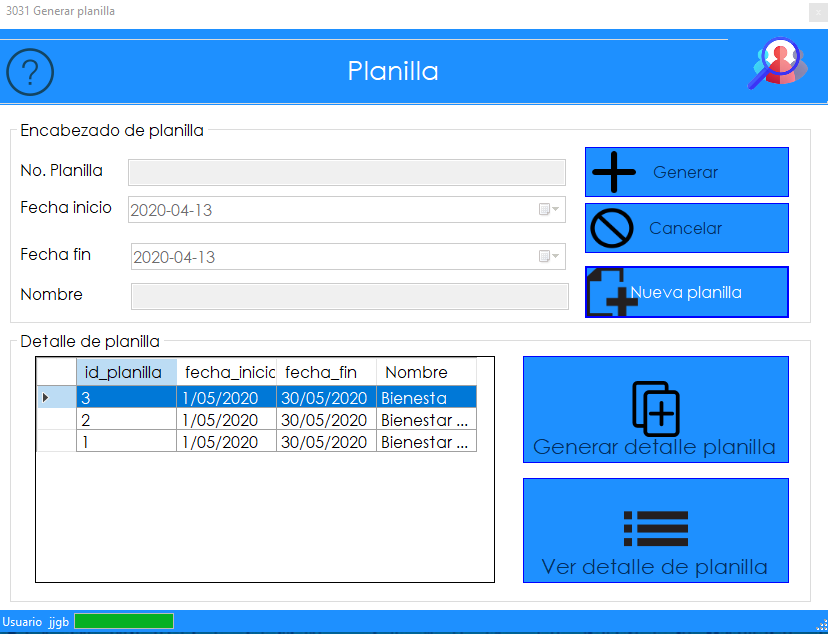 3031 Generar planilla
x
?
Planilla
Encabezado de planilla
No. Planilla
Generar
Fecha inicio 2020-04-13
Cancelar
Fecha fin 2020-04-13
Nombre
Nueva planilla
Detalle de planilla
id_planilla fecha_inicio fecha_fin Nombre
3 1/05/2020 30/05/2020 Bienesta
2 1/05/2020 30/05/2020 Bienestar ...
1 1/05/2020 30/05/2020 Bienestar ...
Generar detalle planilla
Ver detalle de planilla
Usuario jjgb